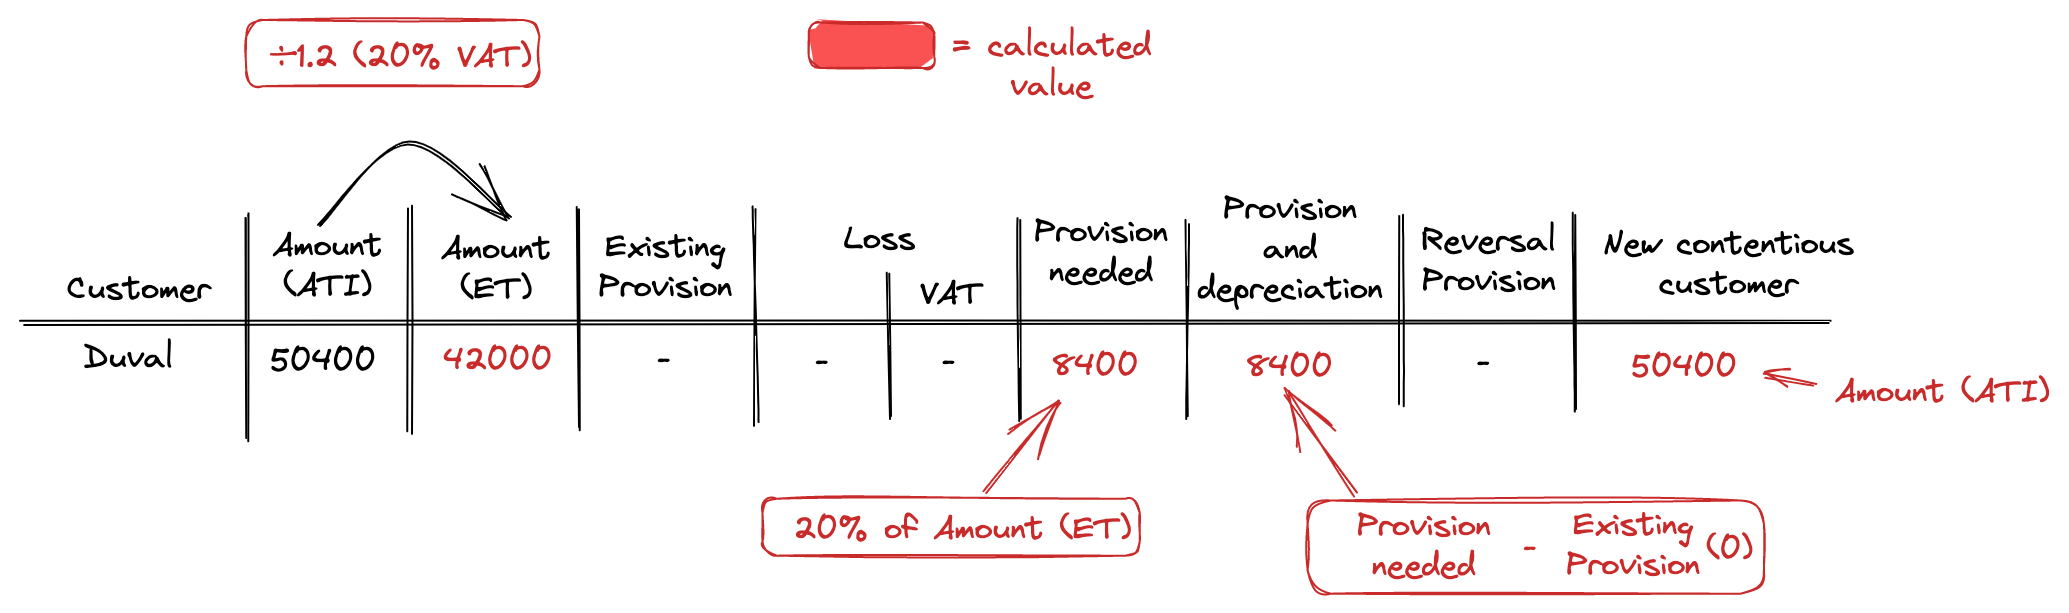 ÷1.2 (20% VAT)
= calculated
value
Customer
Amount
(ATI)
Amount
(ET)
Existing
Provision
Loss
VAT
Provision
needed
Provision
and
depreciation
Reversal
Provision
New contentious
customer
Duval 50400 42000 - - - 8400 8400 - 50400
Amount (ATI)
20% of Amount (ET)
Provision
needed
-
Existing
Provision
(0)